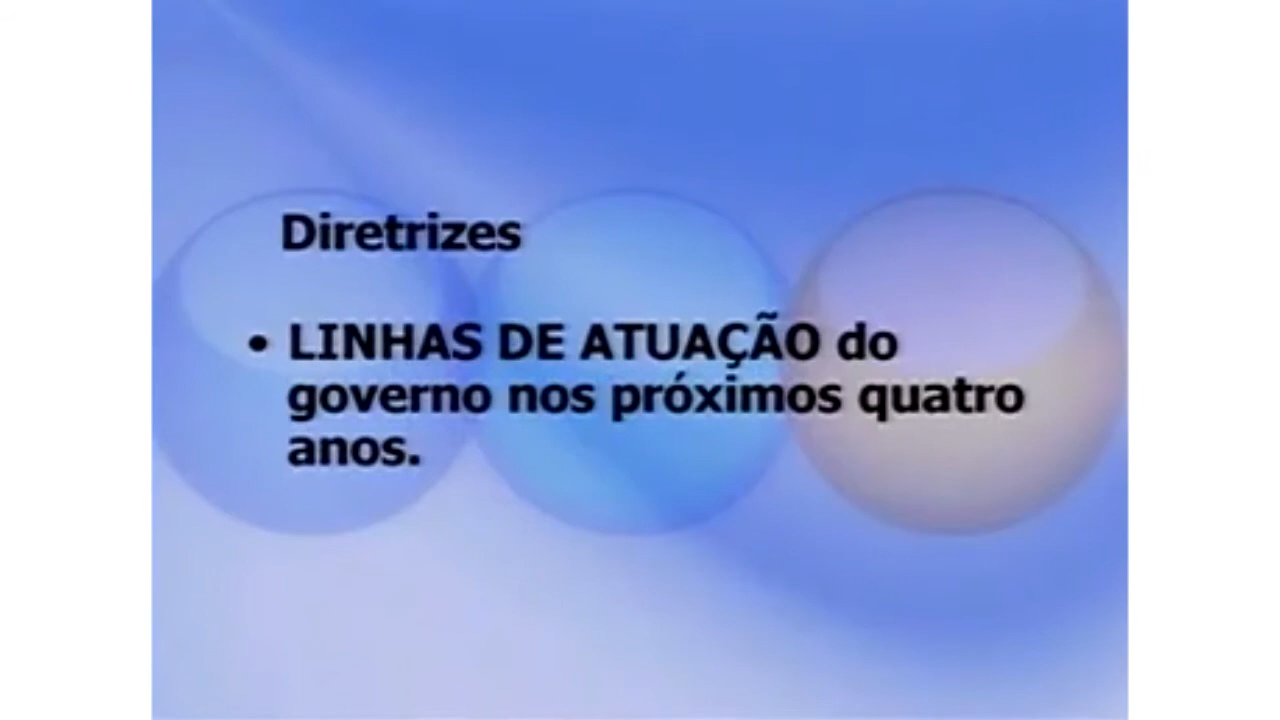 Diretrizes
• LINHAS DE ATUAÇÃO do
governo nos próximos quatro
anos.